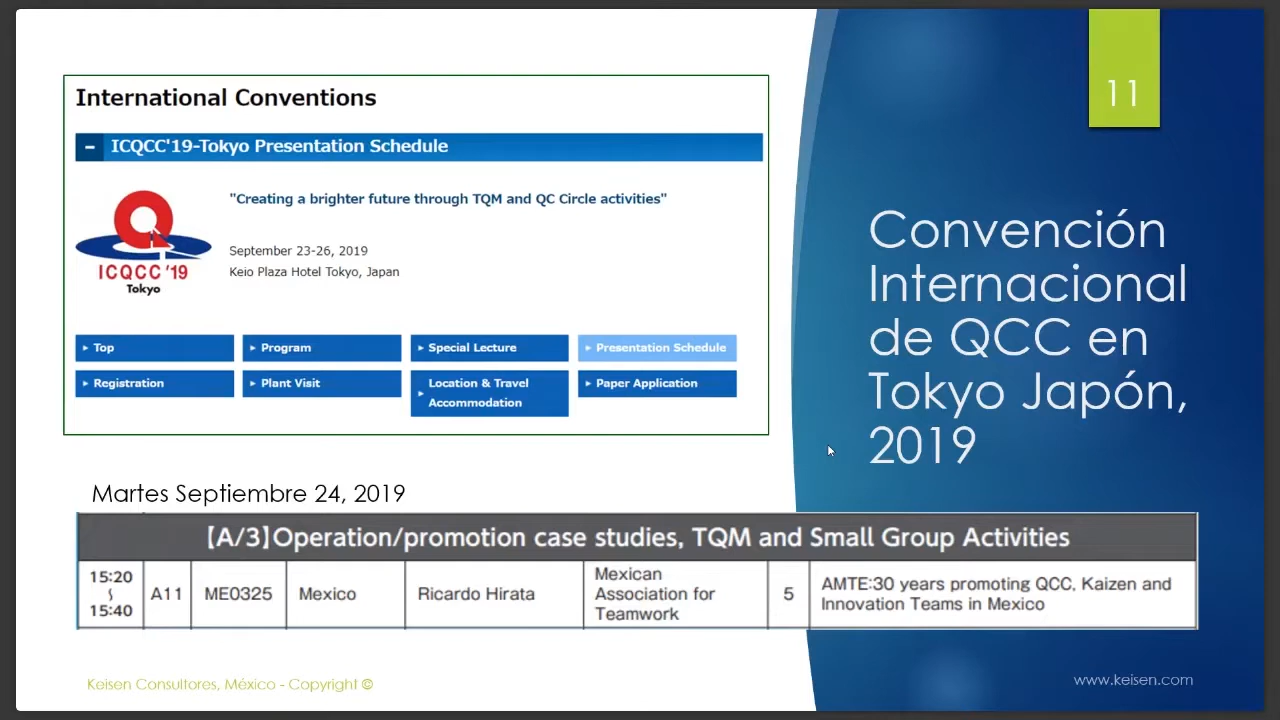 International Conventions
− ICQCC'19-Tokyo Presentation Schedule
"Creating a brighter future through TQM and QC Circle activities"
September 23-26, 2019
Keio Plaza Hotel Tokyo, Japan
ICQCC '19
Tokyo
Top
Program
Special Lecture
Presentation Schedule
Registration
Plant Visit
Location & Travel
Accommodation
Paper Application
11
Convención
Internacional
de QCC en
Tokyo Japón,
2019
Martes Septiembre 24, 2019
【A/3】Operation/promotion case studies, TQM and Small Group Activities
15:20
~
15:40
A11
ME0325
Mexico
Ricardo Hirata
Mexican
Association for
Teamwork
5
AMTE:30 years promoting QCC, Kaizen and
Innovation Teams in Mexico
Keisen Consultores, México - Copyright ©
www.keisen.com